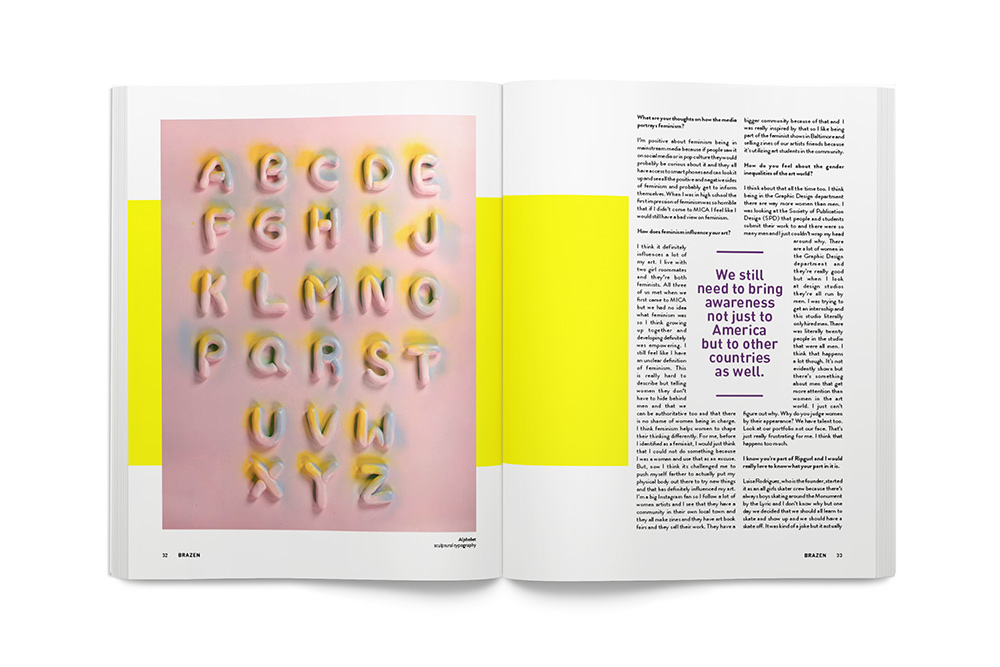 A B C D E
F G H I J
K L M N O
P Q R S T
U V W
X Y Z
Alphabet
sculptural typography
32 BRAZEN
What are your thoughts on how the media
portrays feminism?
I'm positive about feminism being in
mainstream media because if people saw it
on social media or in pop culture they would
probably be curious about it and they all
have access to smart phones and can look it
up and see all the positive and negative sides
of feminism and probably get to inform
themselves. When I was in high school the
first impression of feminism was so horrible
that if I didn't come to MICA I feel like I
would still have a bad view on feminism.
How does feminism influence your art?
I think it definitely
influences a lot of
my art. I live with
two girl roommates
and they're both
feminists. All three
of us met when we
first came to MICA
but we had no idea
what feminism was
so I think growing
up together and
developing definitely
was empowering. I
still feel like I have
an unclear definition
of feminism. This
is really hard to
describe but telling
women they don't
have to hide behind
men and that we
can be authoritative too and that there
is no shame of women being in charge.
I think feminism helps women to shape
their thinking differently. For me, before
I identified as a feminist, I would just think
that I could not do something because
I was a women and use that as an excuse.
But, now I think its challenged me to
push myself farther to actually put my
physical body out there to try new things
and that has definitely influenced my art.
I'm a big Instagram fan so I follow a lot of
women artists and I see that they have a
community in their own local town and
they all make zines and they have art book
fairs and they sell their work. They have a
We still
need to bring
awareness
not just to
America
but to other
countries
as well.
bigger community because of that and I
was really inspired by that so I like being
part of the feminist shows in Baltimore and
selling zines of our artists friends because
it's utilizing art students in the community.
How do you feel about the gender
inequalities of the art world?
I think about that all the time too. I think
being in the Graphic Design department
there are way more women than men. I
was looking at the Society of Publication
Design (SPD) that people and students
submit their work to and there were so
many men and I just couldn't wrap my head
around why. There
are a lot of women in
the Graphic Design
department and
they're really good
but when I look
at design studios
they're all run by
men. I was trying to
get an internship and
this studio literally
only hired men. There
was literally twenty
people in the studio
that were all men. I
think that happens
a lot though. It's not
evidently shows but
there's something
about men that get
more attention than
women in the art
world. I just can't
figure out why. Why do you judge women
by their appearance? We have talent too.
Look at our portfolio not our face. That's
just really frustrating for me. I think that
happens too much.
I know you're part of Ripgurl and I would
really love to know what your part in it is.
Luisa Rodriguez, who is the founder, started
it as an all girls skater crew because there's
always boys skating around the Monument
by the Lyric and I don't know why but one
day we decided that we should all learn to
skate and show up and we should have a
skate off. It was kind of a joke but it actually
BRAZEN 33